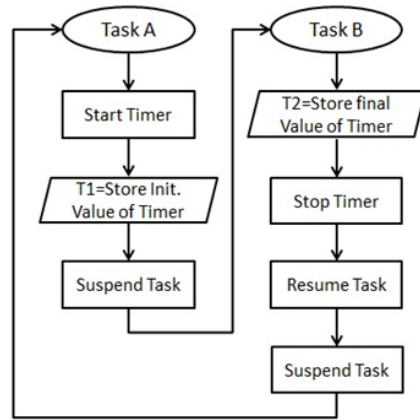 Task A
Start Timer
T1=Store Init.
Value of Timer
Suspend Task
Task B
T2=Store final
Value of Timer
Stop Timer
Resume Task
Suspend Task